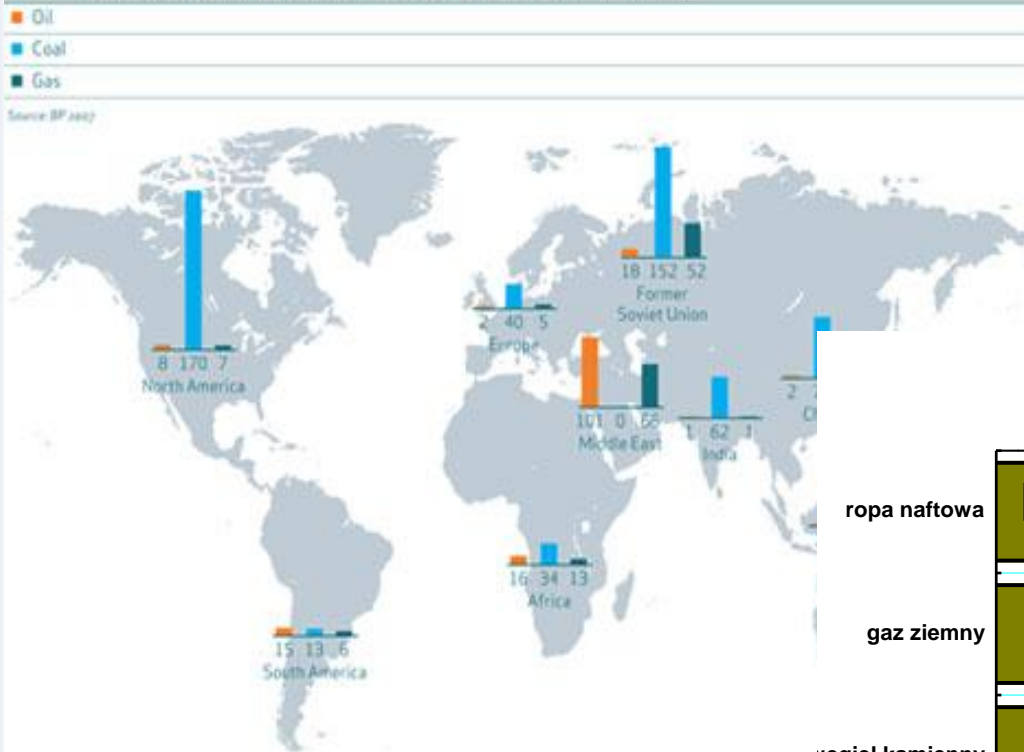 Oil
Coal
Gas
Source: BP 2007
18 152 52
Former
Soviet Union
2 40 5
Europe
8 170 7
North America
101 0 66
Middle East
1 62 1
India
2
ropa naftowa
16 34 13
Africa
gaz ziemny
15 13 6
South America
kamienny